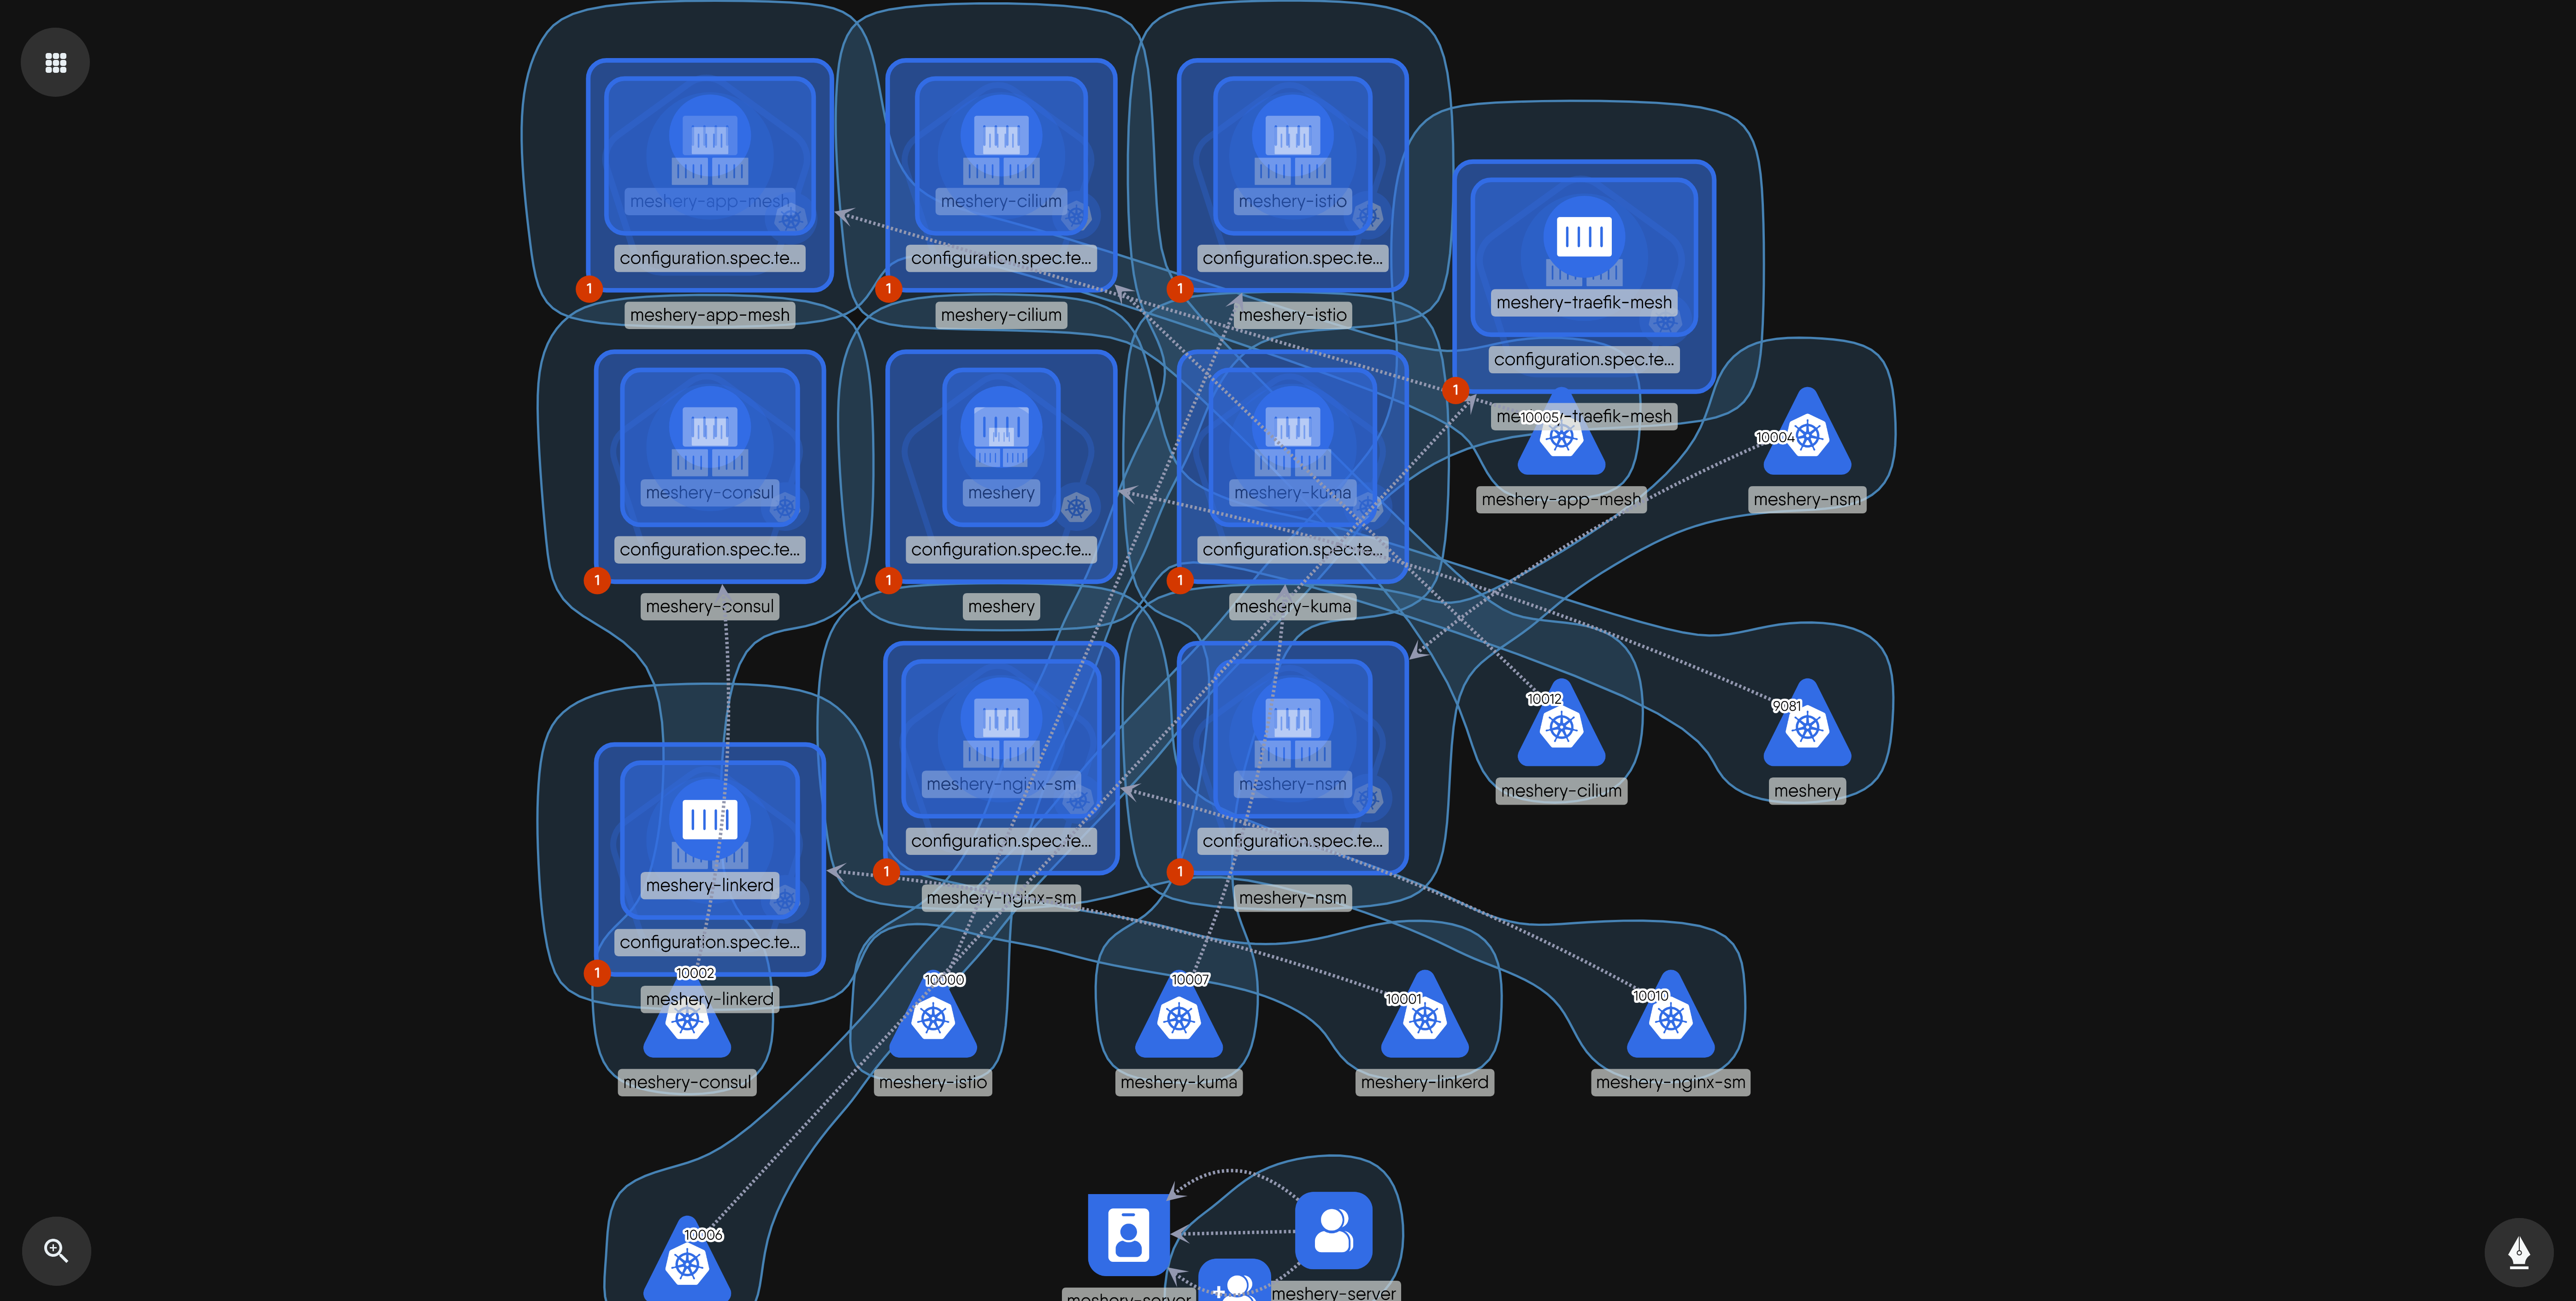 meshery-app-mesh
configuration.spec.te...
1
meshery-app-mesh
meshery-cilium
configuration.spec.te...
1
meshery-cilium
meshery-istio
configuration.spec.te...
1
meshery-istio
meshery-traefik-mesh
configuration.spec.te...
1
meshery-traefik-mesh
10005
meshery-app-mesh
10004
meshery-nsm
meshery-consul
configuration.spec.te...
1
meshery-consul
meshery
configuration.spec.te...
1
meshery
meshery-kuma
configuration.spec.te...
1
meshery-kuma
meshery-nginx-sm
configuration.spec.te...
1
meshery-nginx-sm
meshery-nsm
configuration.spec.te...
1
meshery-nsm
10012
meshery-cilium
9081
meshery
meshery-linkerd
configuration.spec.te...
1
meshery-linkerd
10002
meshery-consul
10000
meshery-istio
10007
meshery-kuma
10001
meshery-linkerd
10010
meshery-nginx-sm
10006
meshery-server
meshery-server